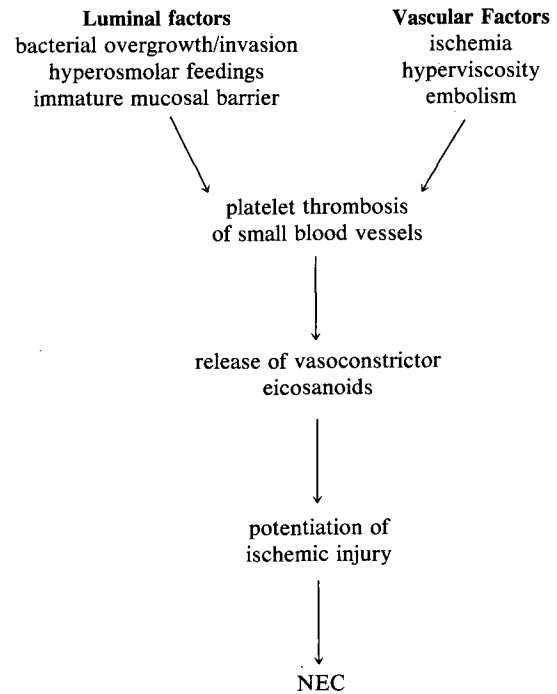 Luminal factors
bacterial overgrowth/invasion
hyperosmolar feedings
immature mucosal barrier
Vascular Factors
ischemia
hyperviscosity
embolism
platelet thrombosis
of small blood vessels
release of vasoconstrictor
eicosanoids
potentiation of
ischemic injury
NEC